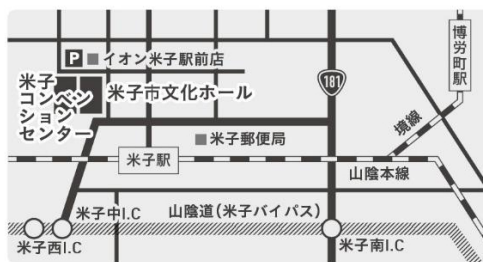 P
イオン米子駅前店
米子
コンベン
ション
センター
米子市文化ホール
181
博労町駅
米子郵便局
境線
米子駅
山陰本線
米子中I.C
山陰道(米子バイパス)
米子西I.C
米子南I.C